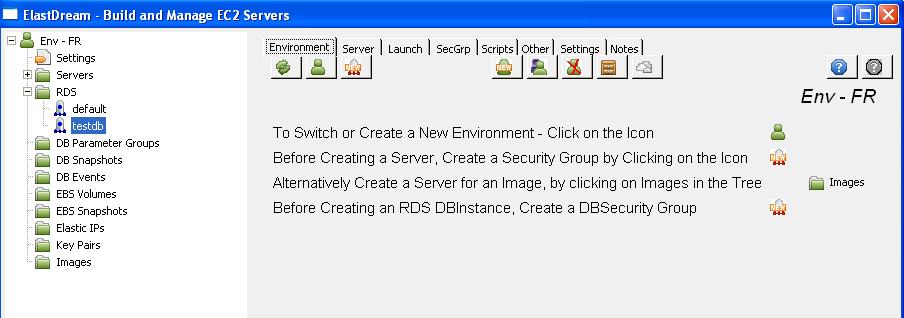 ElastDream - Build and Manage EC2 Servers
Env - FR
Settings
Servers
RDS
default
testdb
DB Parameter Groups
DB Snapshots
DB Events
EBS Volumes
EBS Snapshots
Elastic IPs
Key Pairs
Images
Environment Server Launch SecGrp Scripts Other Settings Notes
NEW NEW
? ?
Env - FR
To Switch or Create a New Environment - Click on the Icon
Before Creating a Server, Create a Security Group by Clicking on the Icon NEW
Alternatively Create a Server for an Image, by clicking on Images in the Tree Images
Before Creating an RDS DBInstance, Create a DBSecurity Group NEW